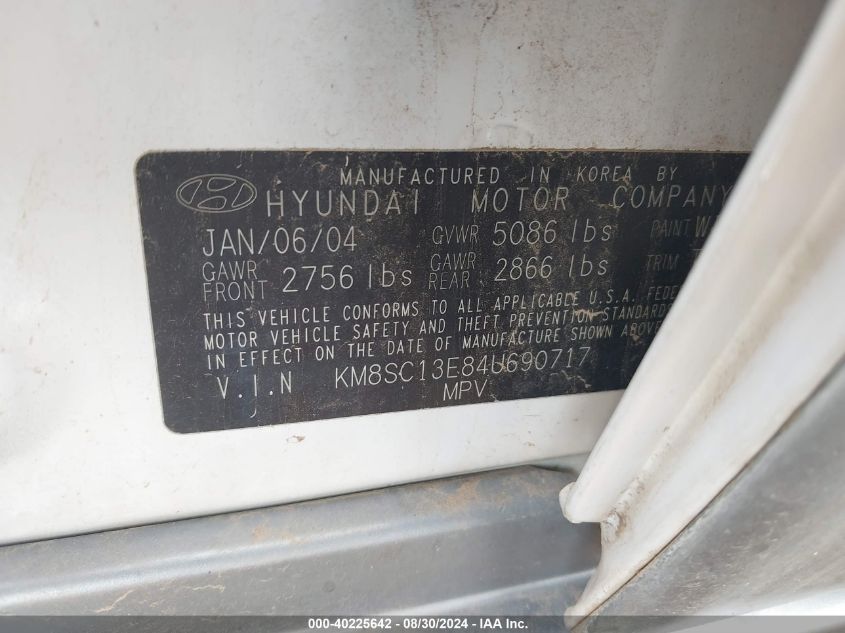 MANUFACTURED IN KOREA BY
HYUNDAI MOTOR COMPANY
JAN/06/04 GVWR 5086 lbs PAINT
GAWR FRONT 2756 lbs GAWR REAR 2866 lbs TRIM
THIS VEHICLE CONFORMS TO ALL APPLICABLE U.S.A.
MOTOR VEHICLE SAFETY AND THEFT PREVENTION STANDARDS
IN EFFECT ON THE DATE OF MANUFACTURE SHOWN ABOVE
V.I.N KM8SC13E84U690717
MPV
000-40225642 - 08/30/2024 - IAA Inc.